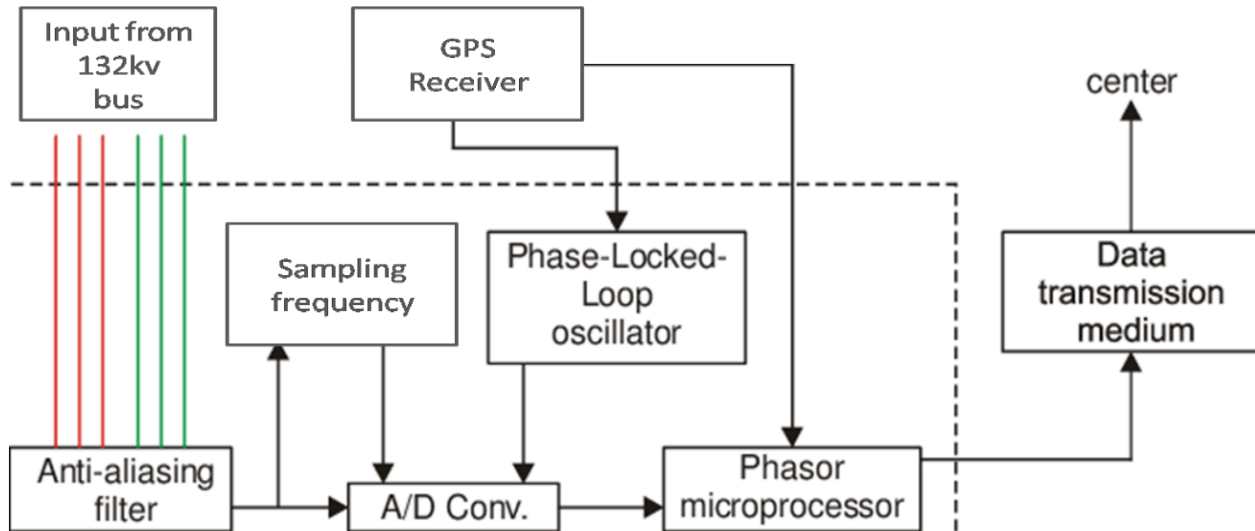 Input from
132kv
bus
GPS
Receiver
center
Sampling
frequency
Phase-Locked-
Loop
oscillator
Data
transmission
medium
Anti-aliasing
filter
A/D Conv.
Phasor
microprocessor